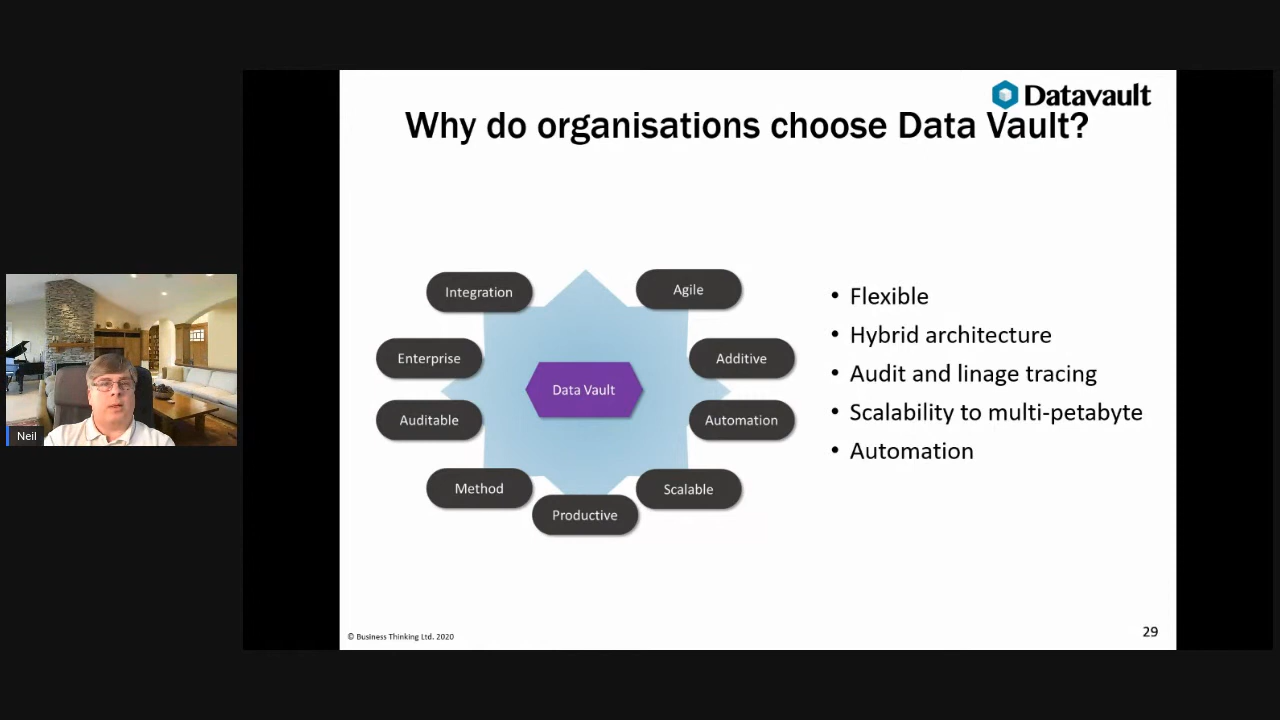 Datavault
Why do organisations choose Data Vault?
Integration
Agile
Enterprise
Additive
Data Vault
Auditable
Automation
Method
Scalable
Productive
• Flexible
• Hybrid architecture
• Audit and linage tracing
• Scalability to multi-petabyte
• Automation
Neil
© Business Thinking Ltd. 2020
29